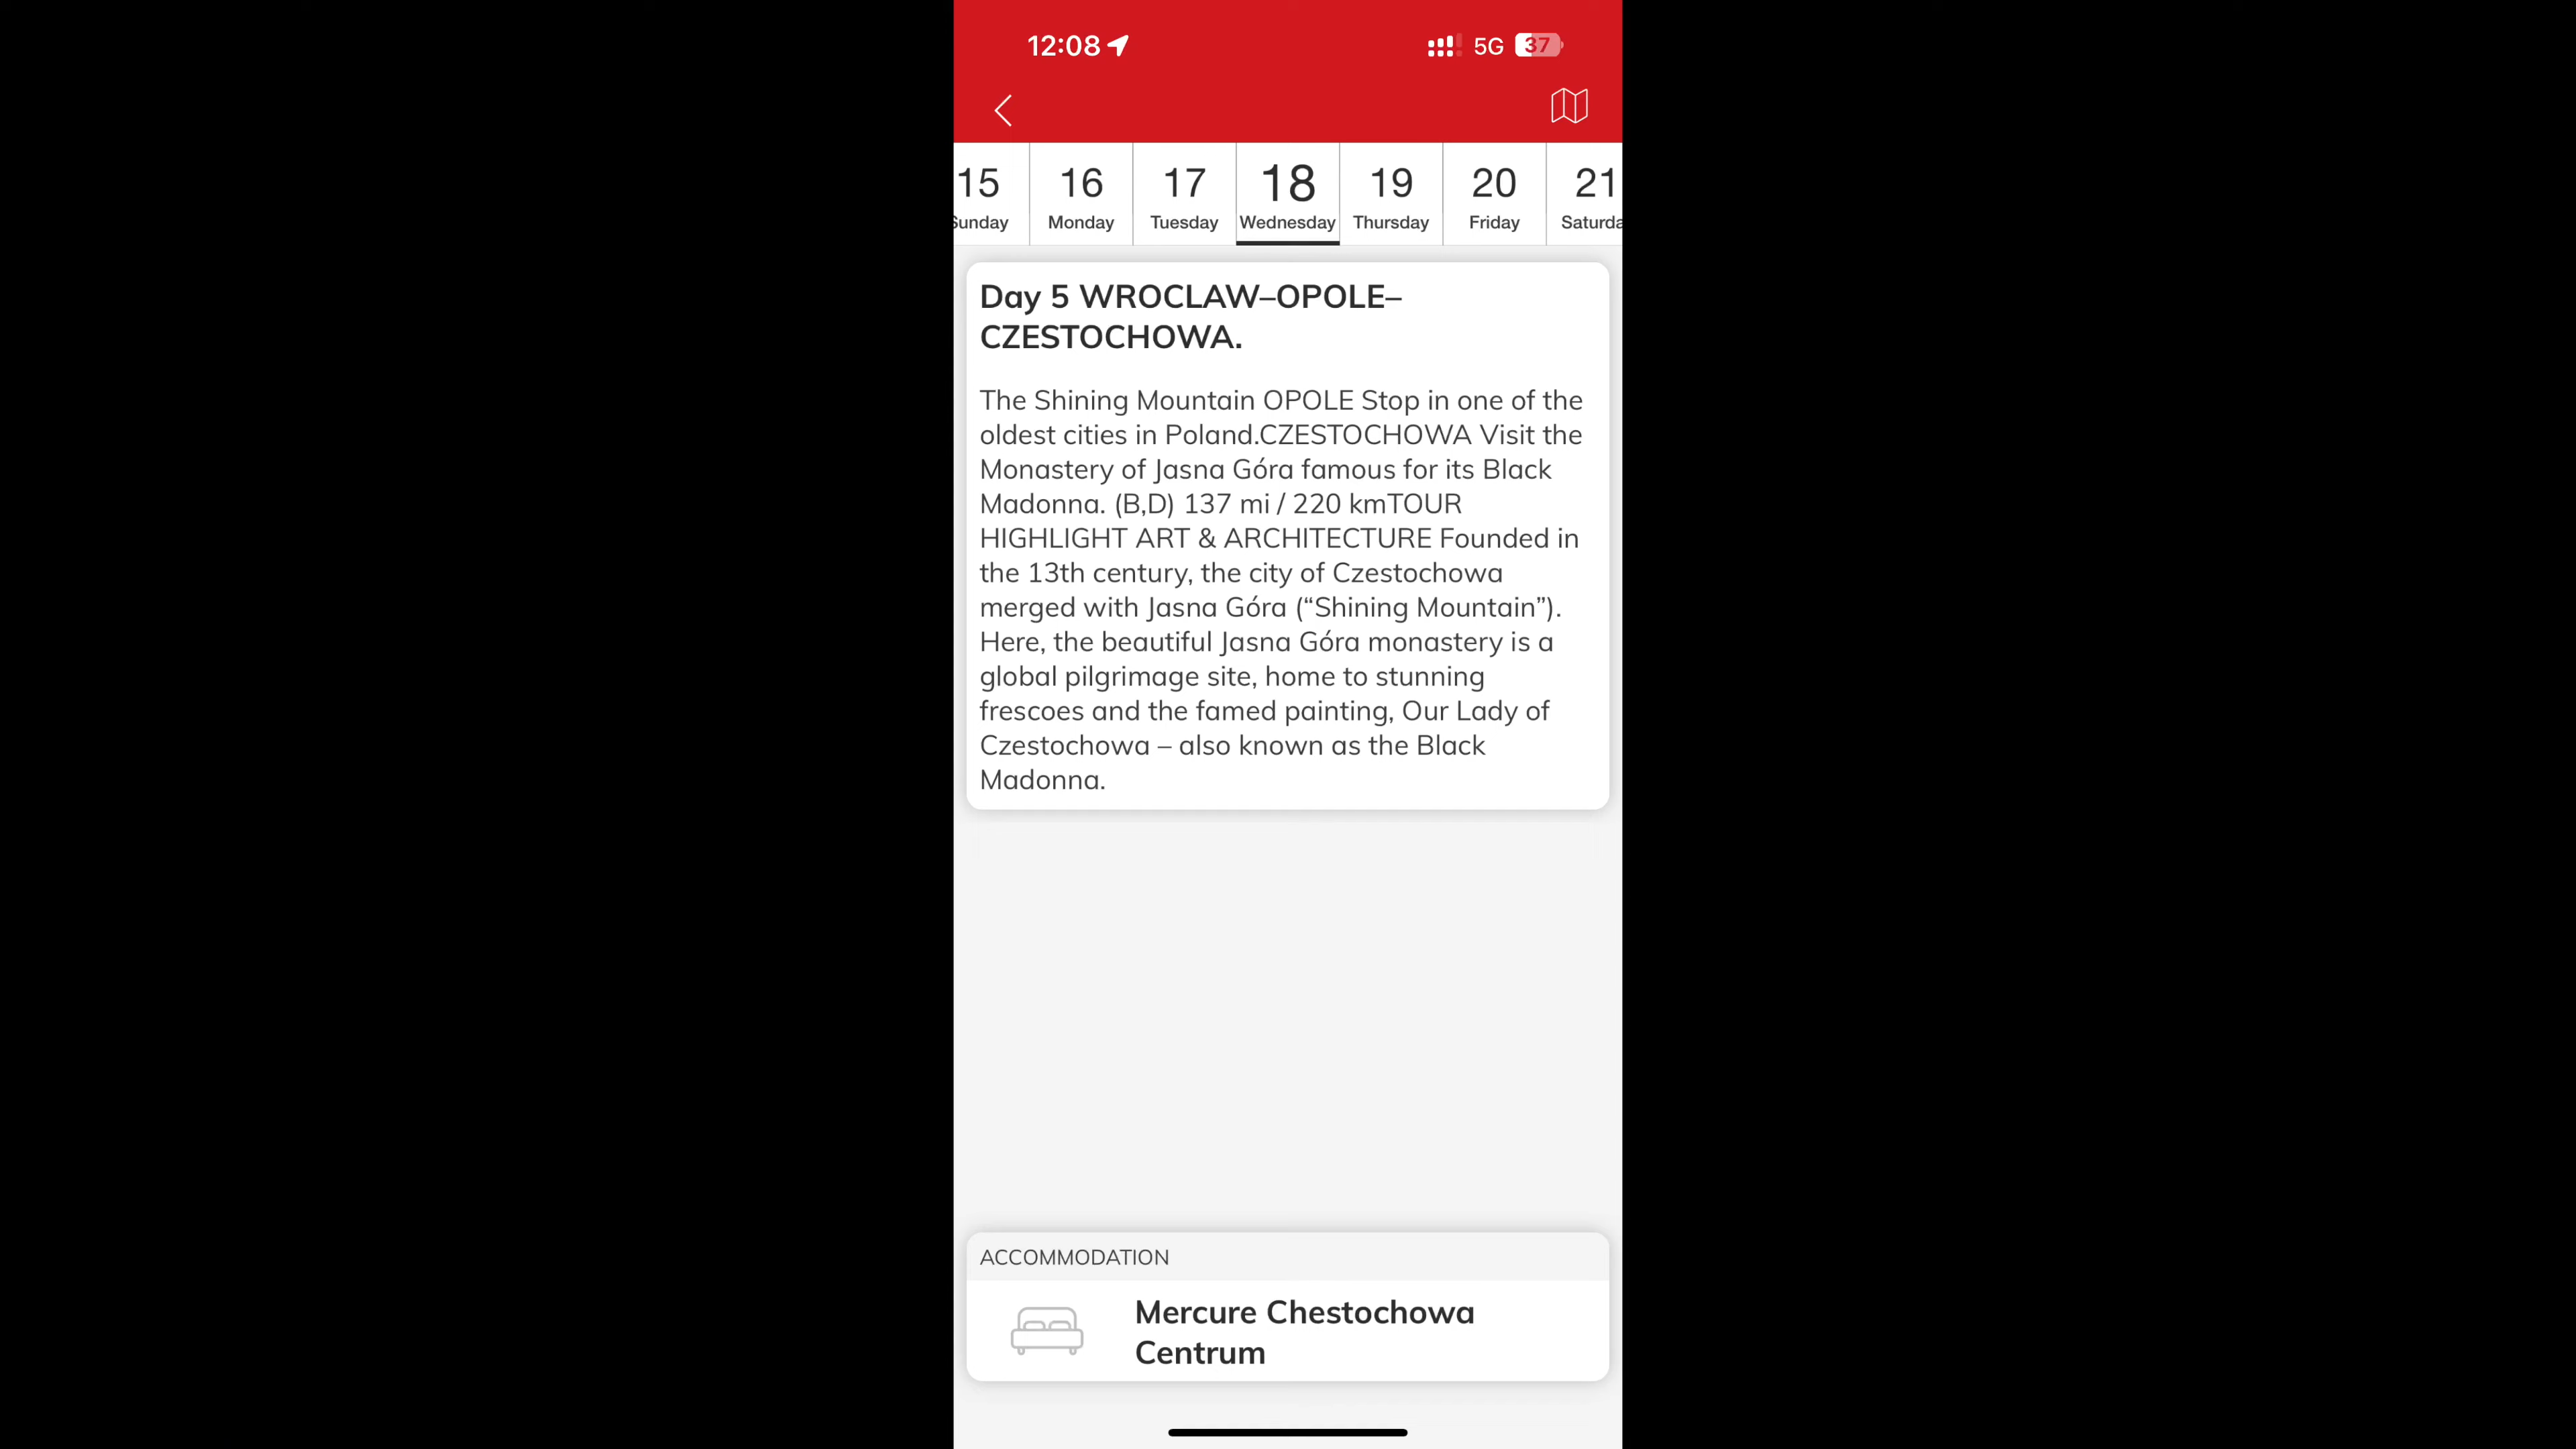 12:08 5G 37
15 16 17 18 19 20 21
Sunday Monday Tuesday Wednesday Thursday Friday Saturda
Day 5 WROCLAW–OPOLE–
CZESTOCHOWA.
The Shining Mountain OPOLE Stop in one of the
oldest cities in Poland.CZESTOCHOWA Visit the
Monastery of Jasna Góra famous for its Black
Madonna. (B,D) 137 mi / 220 kmTOUR
HIGHLIGHT ART & ARCHITECTURE Founded in
the 13th century, the city of Czestochowa
merged with Jasna Góra (“Shining Mountain”).
Here, the beautiful Jasna Góra monastery is a
global pilgrimage site, home to stunning
frescoes and the famed painting, Our Lady of
Czestochowa – also known as the Black
Madonna.
ACCOMMODATION
Mercure Chestochowa
Centrum